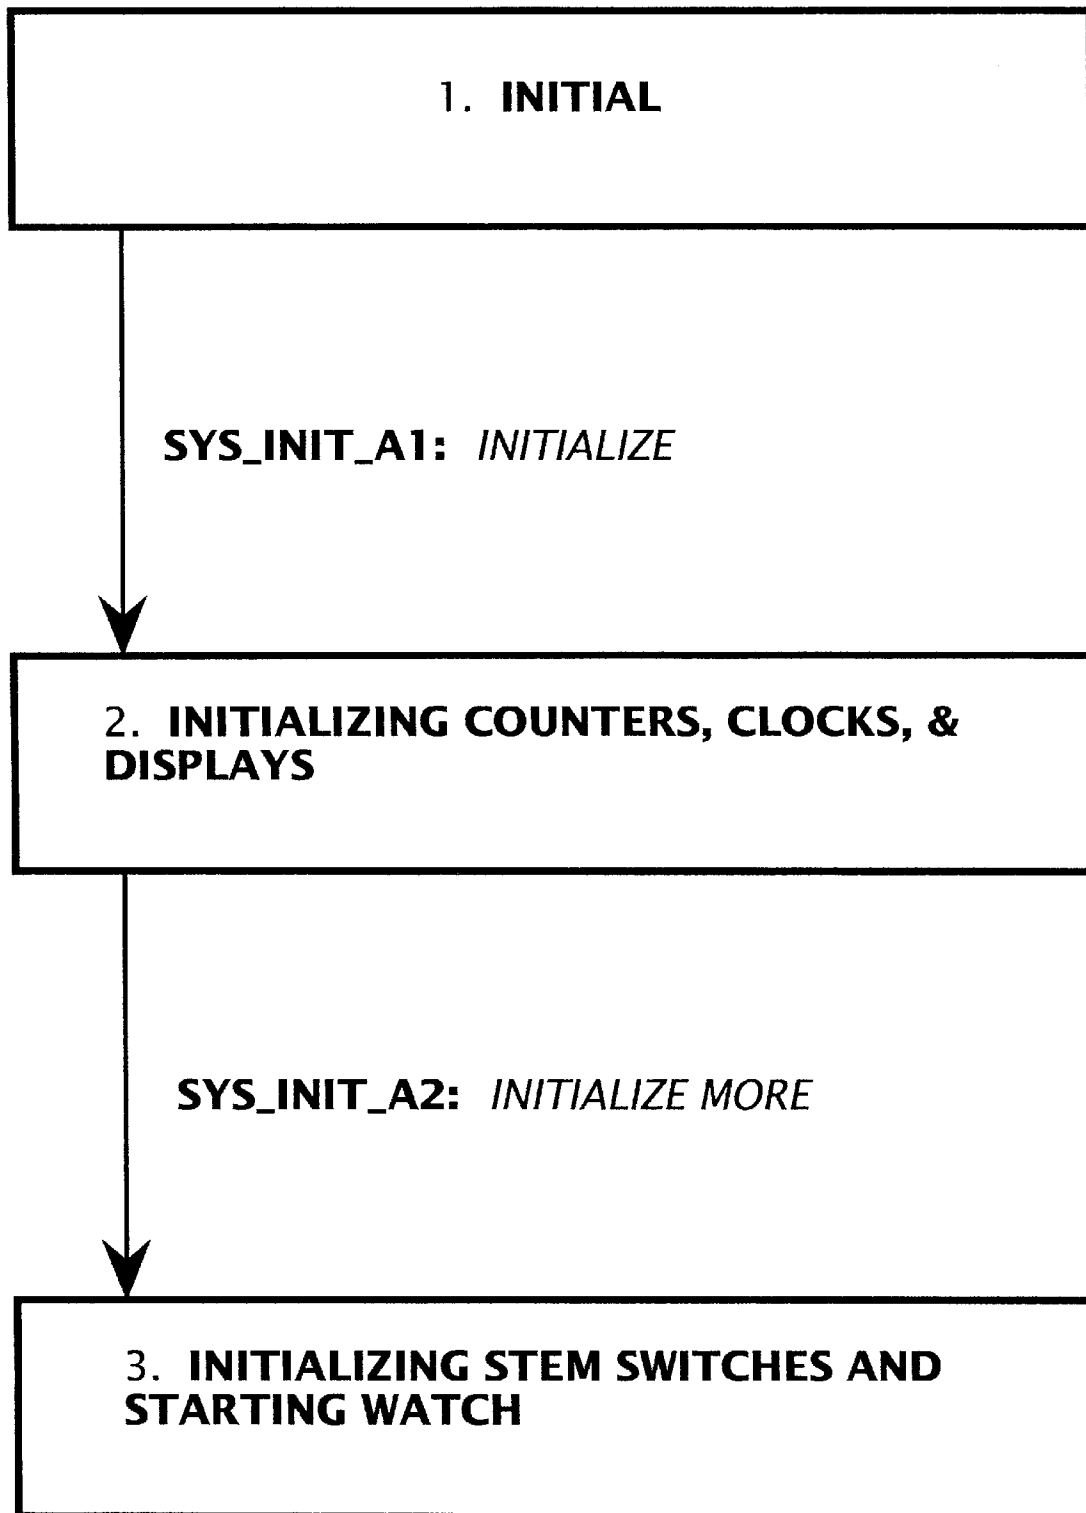 1. INITIAL
SYS_INIT_A1: INITIALIZE
2. INITIALIZING COUNTERS, CLOCKS, &
DISPLAYS
SYS_INIT_A2: INITIALIZE MORE
3. INITIALIZING STEM SWITCHES AND
STARTING WATCH